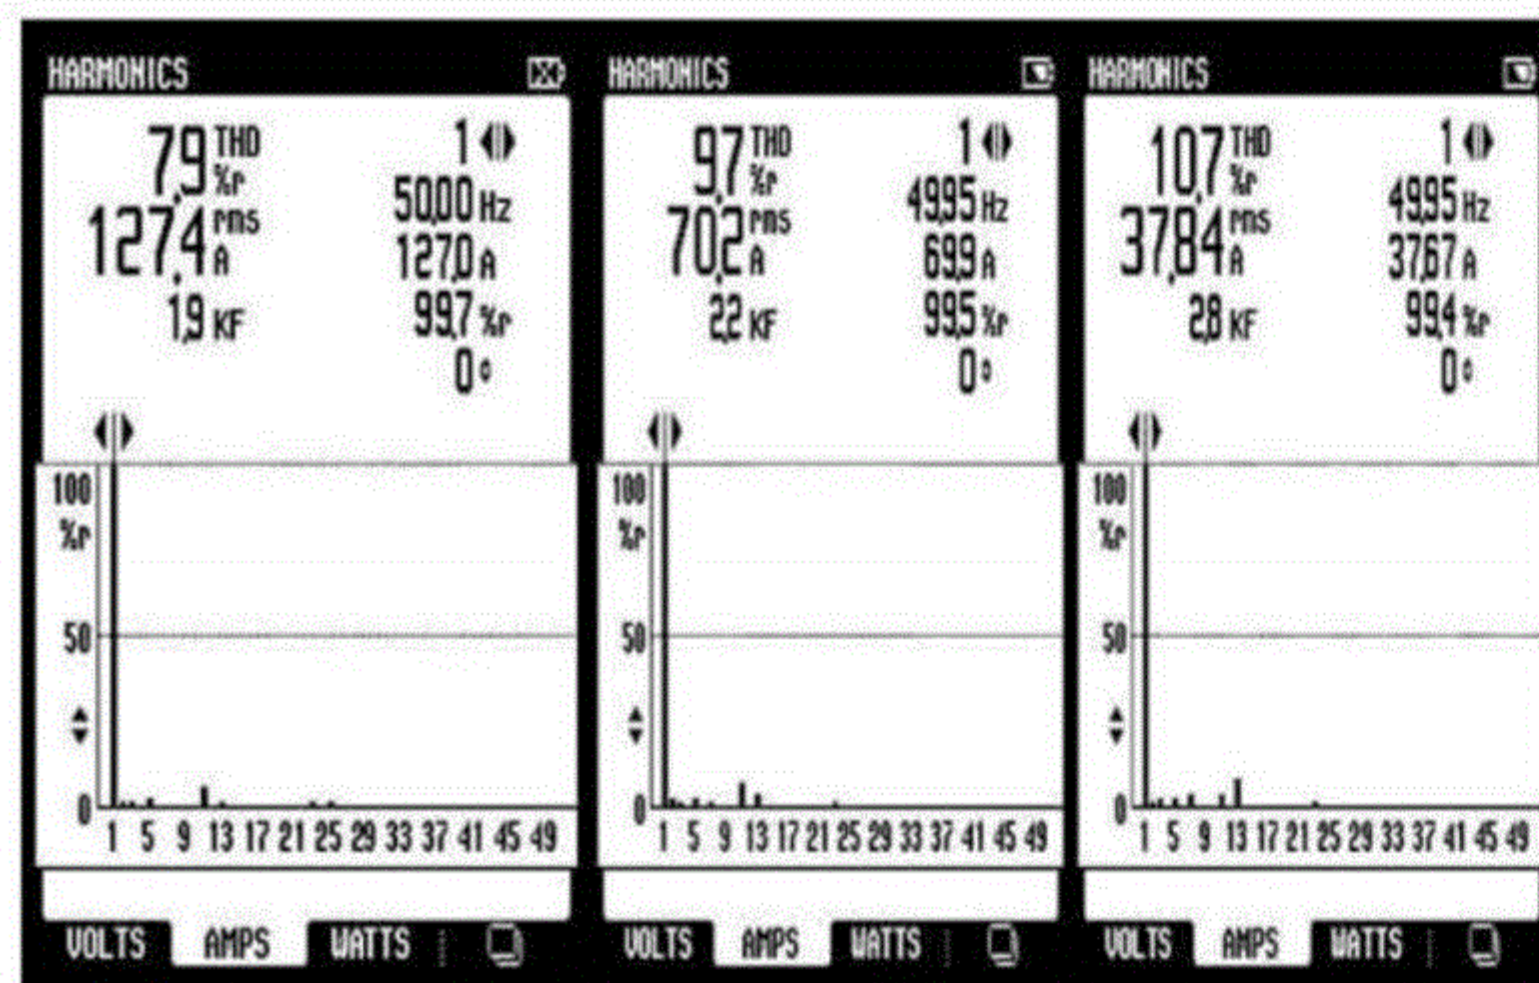 HARMONICS
7,9 THD %r
127,4 rms A
1,9 KF
1
50,00 Hz
127,0 A
99,7 %r
0 °
100
%r
50
0
1 5 9 13 17 21 25 29 33 37 41 45 49
VOLTS AMPS WATTS
HARMONICS
9,7 THD %r
70,2 rms A
2,2 KF
1
49,95 Hz
69,9 A
99,5 %r
0 °
100
%r
50
0
1 5 9 13 17 21 25 29 33 37 41 45 49
VOLTS AMPS WATTS
HARMONICS
10,7 THD %r
37,84 rms A
2,8 KF
1
49,95 Hz
37,67 A
99,4 %r
0 °
100
%r
50
0
1 5 9 13 17 21 25 29 33 37 41 45 49
VOLTS AMPS WATTS